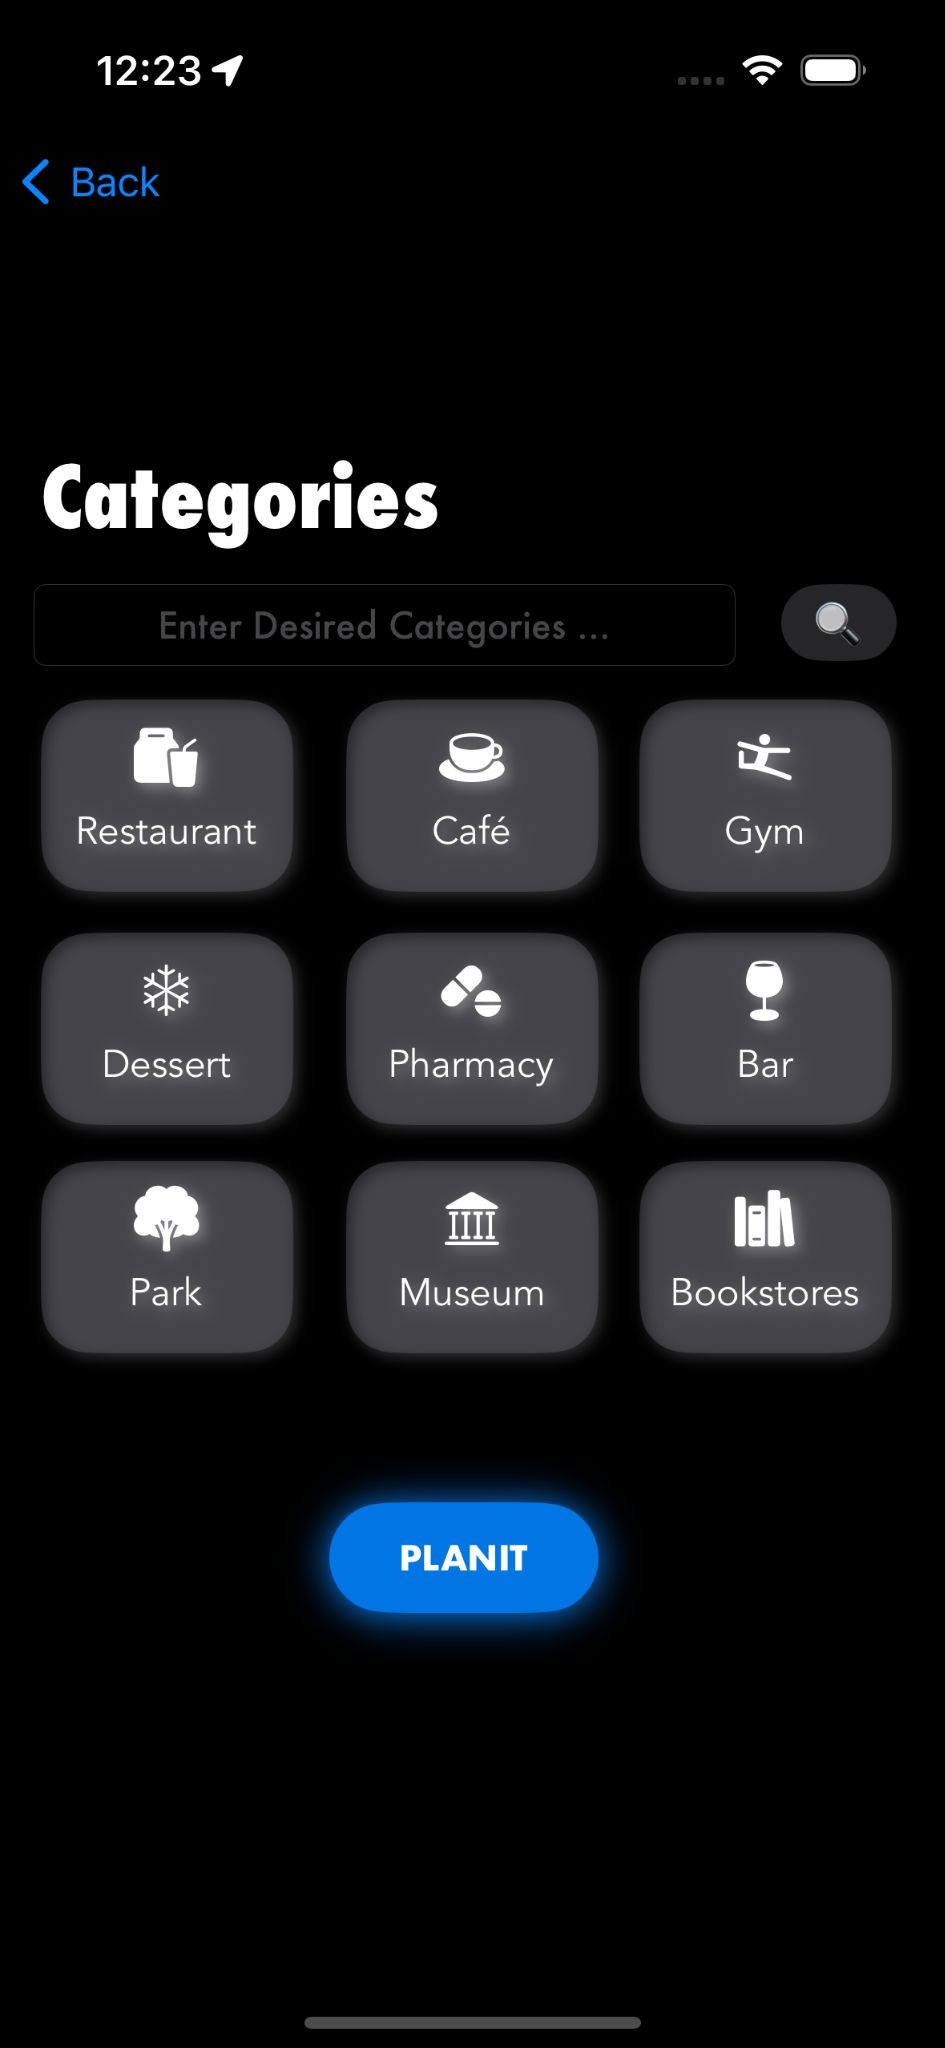 12:23
Back
Categories
Enter Desired Categories ...
Restaurant Café Gym
Dessert Pharmacy Bar
Park Museum Bookstores
PLANIT